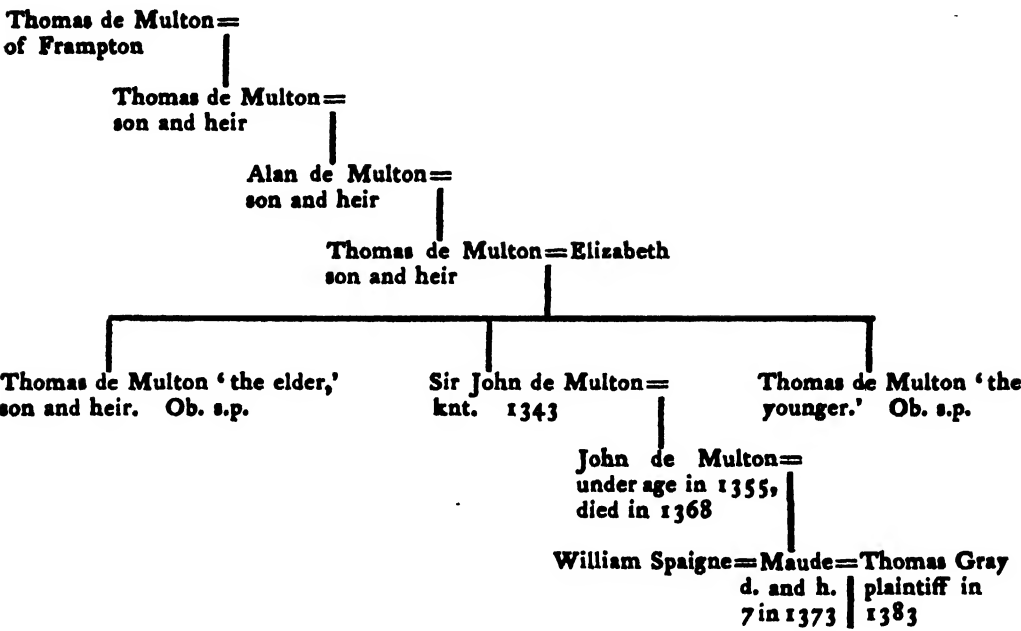 Thomas de Multon=
of Frampton
Thomas de Multon=
son and heir
Alan de Multon=
son and heir
Thomas de Multon=Elizabeth
son and heir
Thomas de Multon ‘the elder,’
son and heir. Ob. s.p.
Sir John de Multon=
knt. 1343
Thomas de Multon ‘the
younger.’ Ob. s.p.
John de Multon=
under age in 1355,
died in 1368
William Spaigne=Maude=Thomas Gray
d. and h.
7 in 1373
plaintiff in
1383